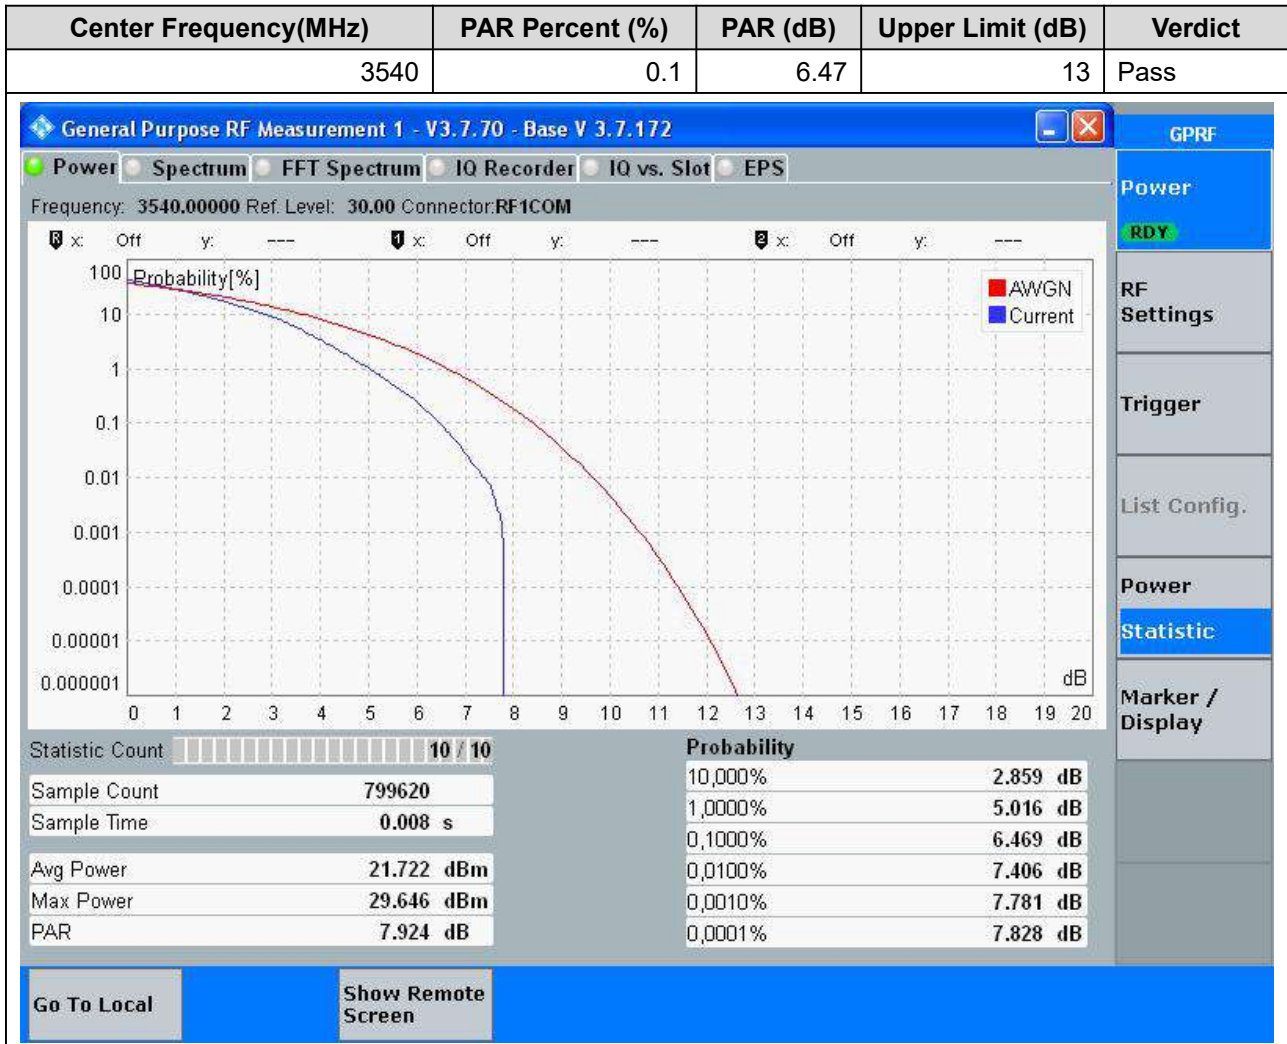 Center Frequency(MHz) PAR Percent (%) PAR (dB) Upper Limit (dB) Verdict
3540 0.1 6.47 13 Pass
General Purpose RF Measurement 1 - V3.7.70 - Base V 3.7.172
GPRF
Power Spectrum FFT Spectrum IQ Recorder IQ vs. Slot EPS
Frequency: 3540.00000 Ref. Level: 30.00 Connector:RF1COM
R x: Off y: --- 1 x: Off y: --- 2 x: Off y: ---
Probability[%]
100
10
1
0.1
0.01
0.001
0.0001
0.00001
0.000001
AWGN
Current
dB
0 1 2 3 4 5 6 7 8 9 10 11 12 13 14 15 16 17 18 19 20
Statistic Count 10 / 10
Sample Count 799620
Sample Time 0.008 s
Avg Power 21.722 dBm
Max Power 29.646 dBm
PAR 7.924 dB
Probability
10,000% 2.859 dB
1,0000% 5.016 dB
0,1000% 6.469 dB
0,0100% 7.406 dB
0,0010% 7.781 dB
0,0001% 7.828 dB
Power
RDY
RF
Settings
Trigger
List Config.
Power
Statistic
Marker /
Display
Go To Local
Show Remote
Screen